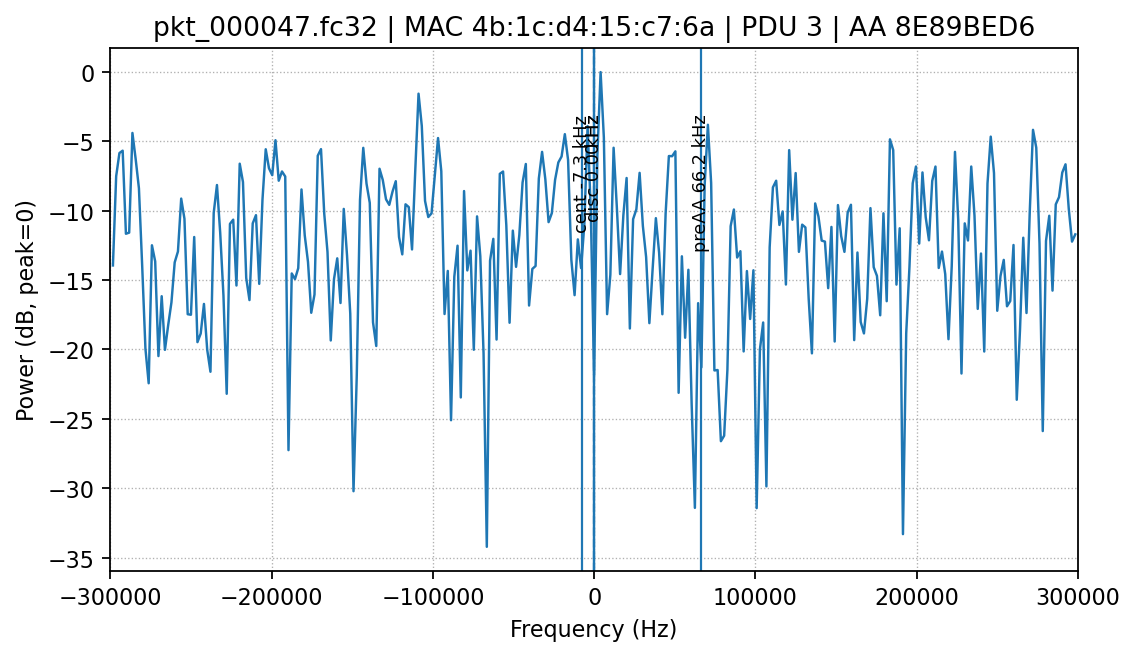 pkt_000047.fc32 | MAC 4b:1c:d4:15:c7:6a | PDU 3 | AA 8E89BED6
Power (dB, peak=0)
0
−5
−10
−15
−20
−25
−30
−35
cent -7.3 kHz
disc 0.0 kHz
preAA 66.2 kHz
−300000
−200000
−100000
0
100000
200000
300000
Frequency (Hz)